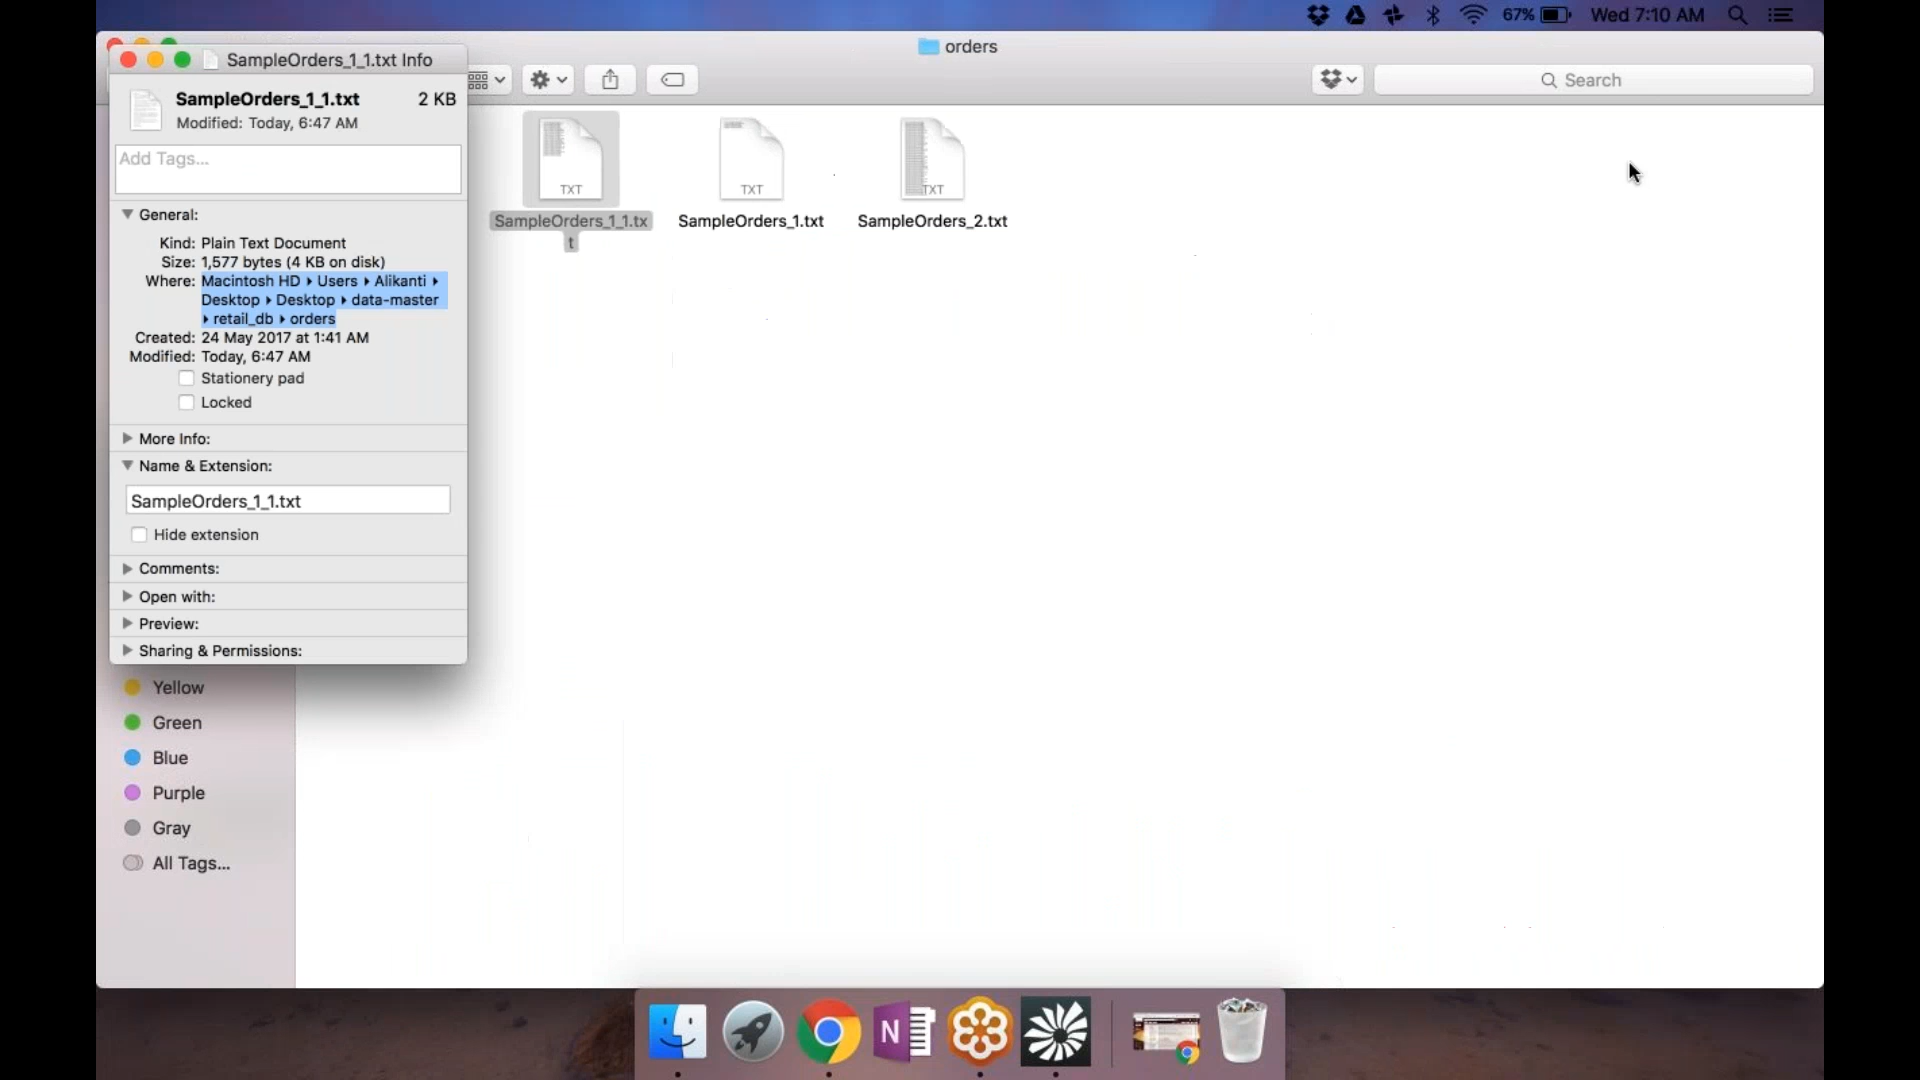 67%
Wed 7:10 AM
orders
Search
SampleOrders_1_1.txt Info
SampleOrders_1_1.txt
2 KB
Modified: Today, 6:47 AM
Add Tags...
General:
Kind: Plain Text Document
Size: 1,577 bytes (4 KB on disk)
Where: Macintosh HD ▸ Users ▸ Alikanti ▸
Desktop ▸ Desktop ▸ data-master
▸ retail_db ▸ orders
Created: 24 May 2017 at 1:41 AM
Modified: Today, 6:47 AM
Stationery pad
Locked
More Info:
Name & Extension:
SampleOrders_1_1.txt
Hide extension
Comments:
Open with:
Preview:
Sharing & Permissions:
Yellow
Green
Blue
Purple
Gray
All Tags...
TXT
SampleOrders_1_1.tx
t
TXT
SampleOrders_1.txt
TXT
SampleOrders_2.txt
N